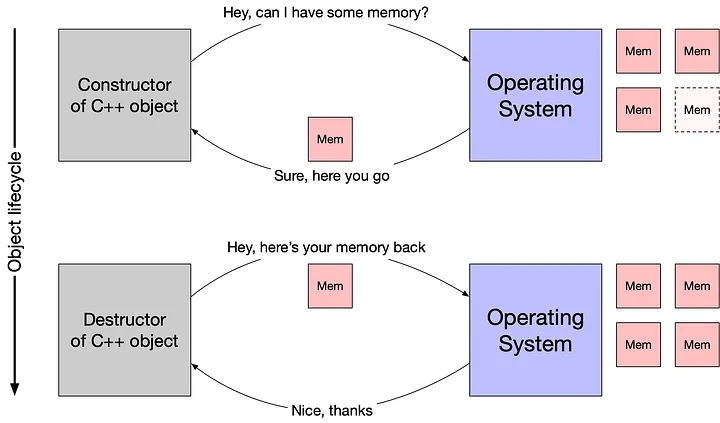 Hey, can I have some memory?
Constructor
of C++ object
Operating
System
Mem
Mem
Mem
Mem
Mem
Sure, here you go
Object lifecycle
Hey, here's your memory back
Mem
Destructor
of C++ object
Operating
System
Mem
Mem
Mem
Mem
Nice, thanks